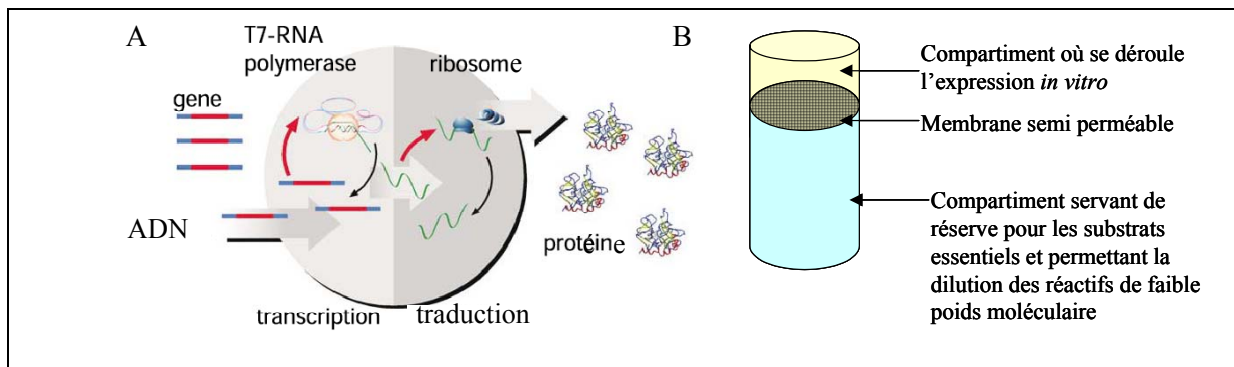 A
T7-RNA
polymerase
ribosome
gene
ADN
protéine
transcription
traduction
B
Compartiment où se déroule
l'expression in vitro
Membrane semi perméable
Compartiment servant de
réserve pour les substrats
essentiels et permettant la
dilution des réactifs de faible
poids moléculaire